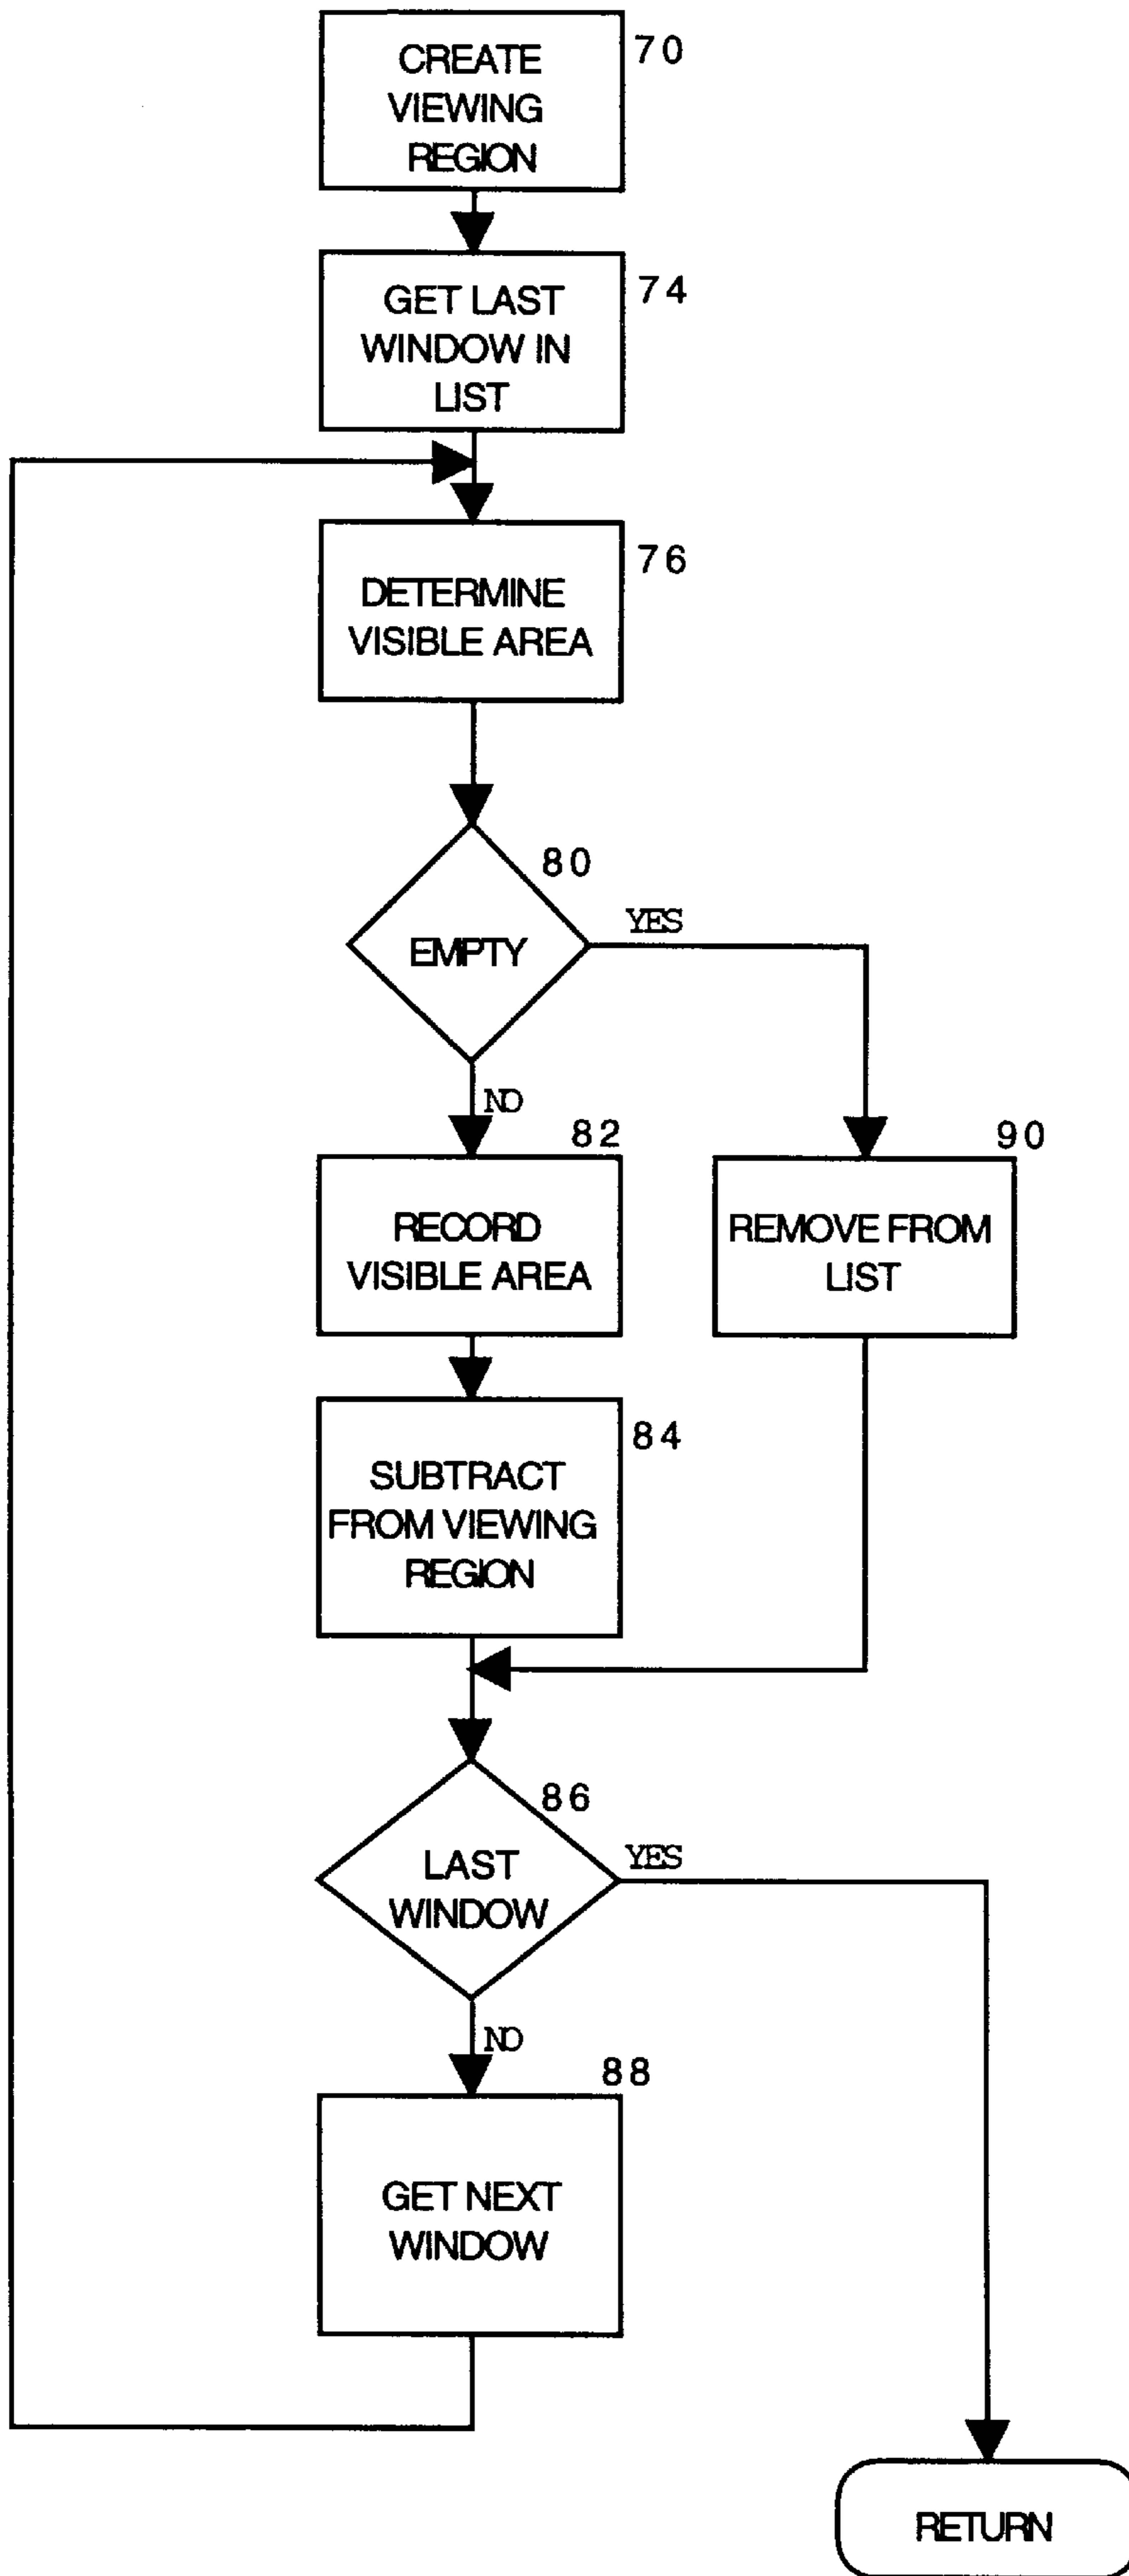 CREATE
VIEWING
REGION
70
GET LAST
WINDOW IN
LIST
74
DETERMINE
VISIBLE AREA
76
EMPTY
80
YES
NO
RECORD
VISIBLE AREA
82
REMOVE FROM
LIST
90
SUBTRACT
FROM VIEWING
REGION
84
LAST
WINDOW
86
YES
NO
GET NEXT
WINDOW
88
RETURN